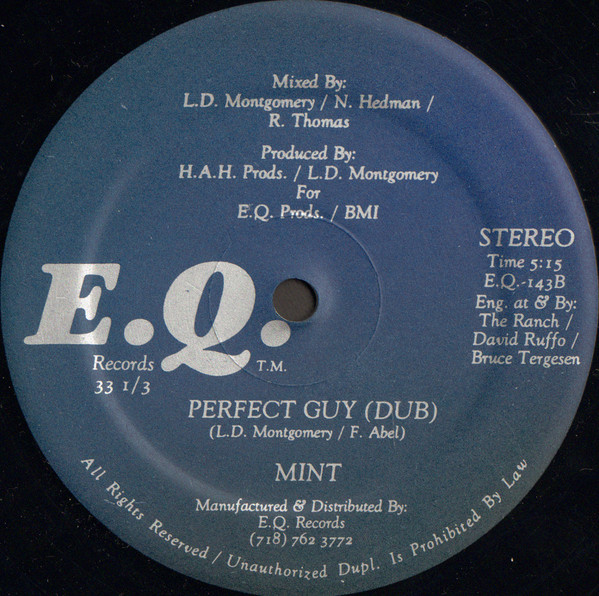 Mixed By:
L.D. Montgomery / N. Hedman /
R. Thomas
Produced By:
H.A.H. Prods. / L.D. Montgomery
For
E.Q. Prods. / BMI
STEREO
Time 5:15
E.Q.-143B
Eng. at & By:
The Ranch /
David Ruffo /
Bruce Tergesen
E.Q.
Records
T.M.
33 1/3
PERFECT GUY (DUB)
(L.D. Montgomery / F. Abel)
MINT
Manufactured & Distributed By:
E.Q. Records
(718) 762 3772
All Rights Reserved / Unauthorized Dupl. Is Prohibited By Law